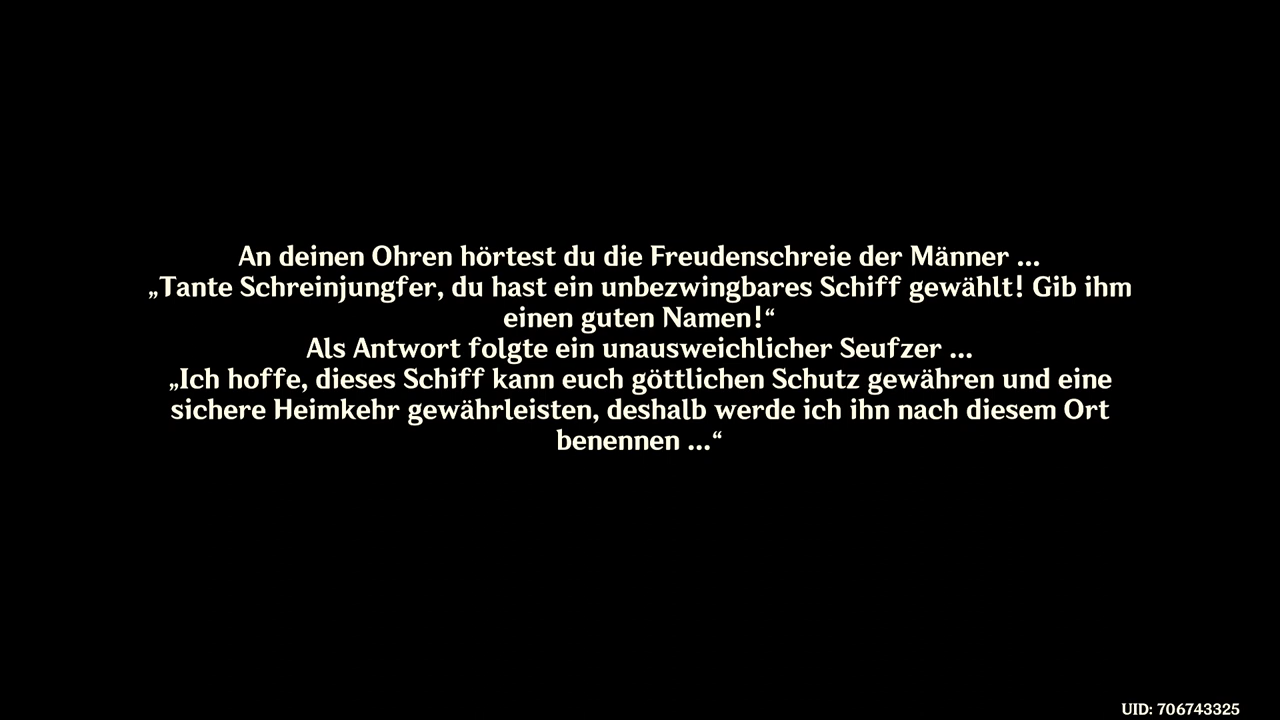 An deinen Ohren hörtest du die Freudenschreie der Männer ...
„Tante Schreinjungfer, du hast ein unbezwingbares Schiff gewählt! Gib ihm
einen guten Namen!“
Als Antwort folgte ein unausweichlicher Seufzer ...
„Ich hoffe, dieses Schiff kann euch göttlichen Schutz gewähren und eine
sichere Heimkehr gewährleisten, deshalb werde ich ihn nach diesem Ort
benennen ...“
UID: 706743325